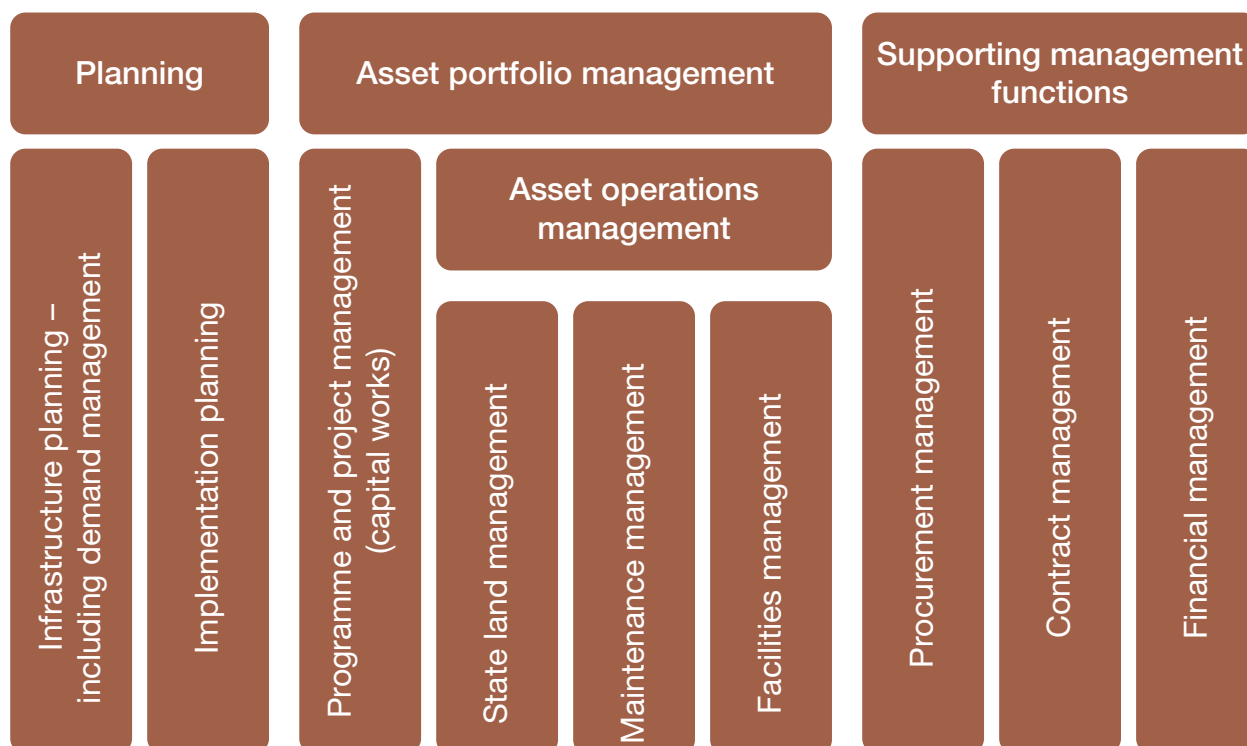 Planning
Asset portfolio management
Supporting management
functions
Infrastructure planning –
including demand management
Implementation planning
Programme and project management
(capital works)
Asset operations
management
State land management
Maintenance management
Facilities management
Procurement management
Contract management
Financial management